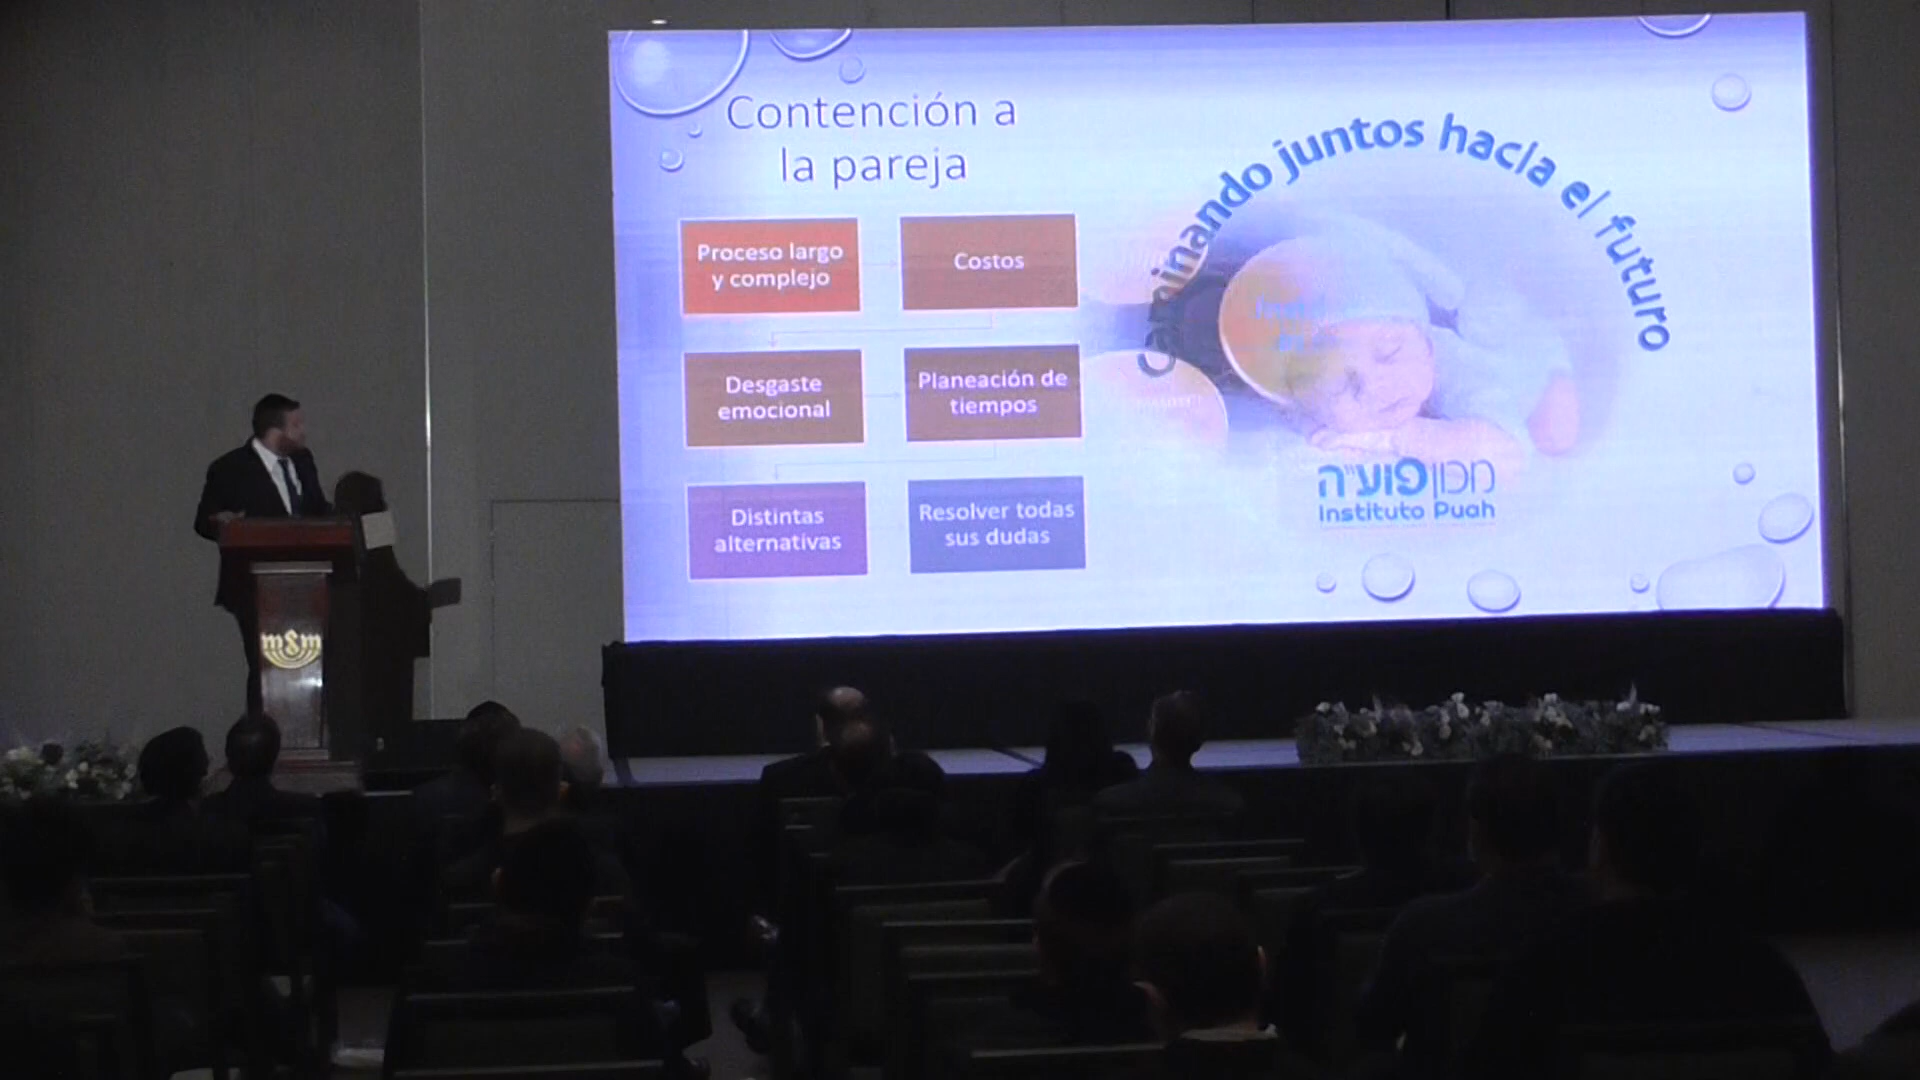 Contención a
la pareja
Proceso largo
y complejo
Costos
Desgaste
emocional
Planeación de
tiempos
Distintas
alternativas
Resolver todas
sus dudas
Caminando juntos hacia el futuro
מכון פוע"ה
Instituto Puah